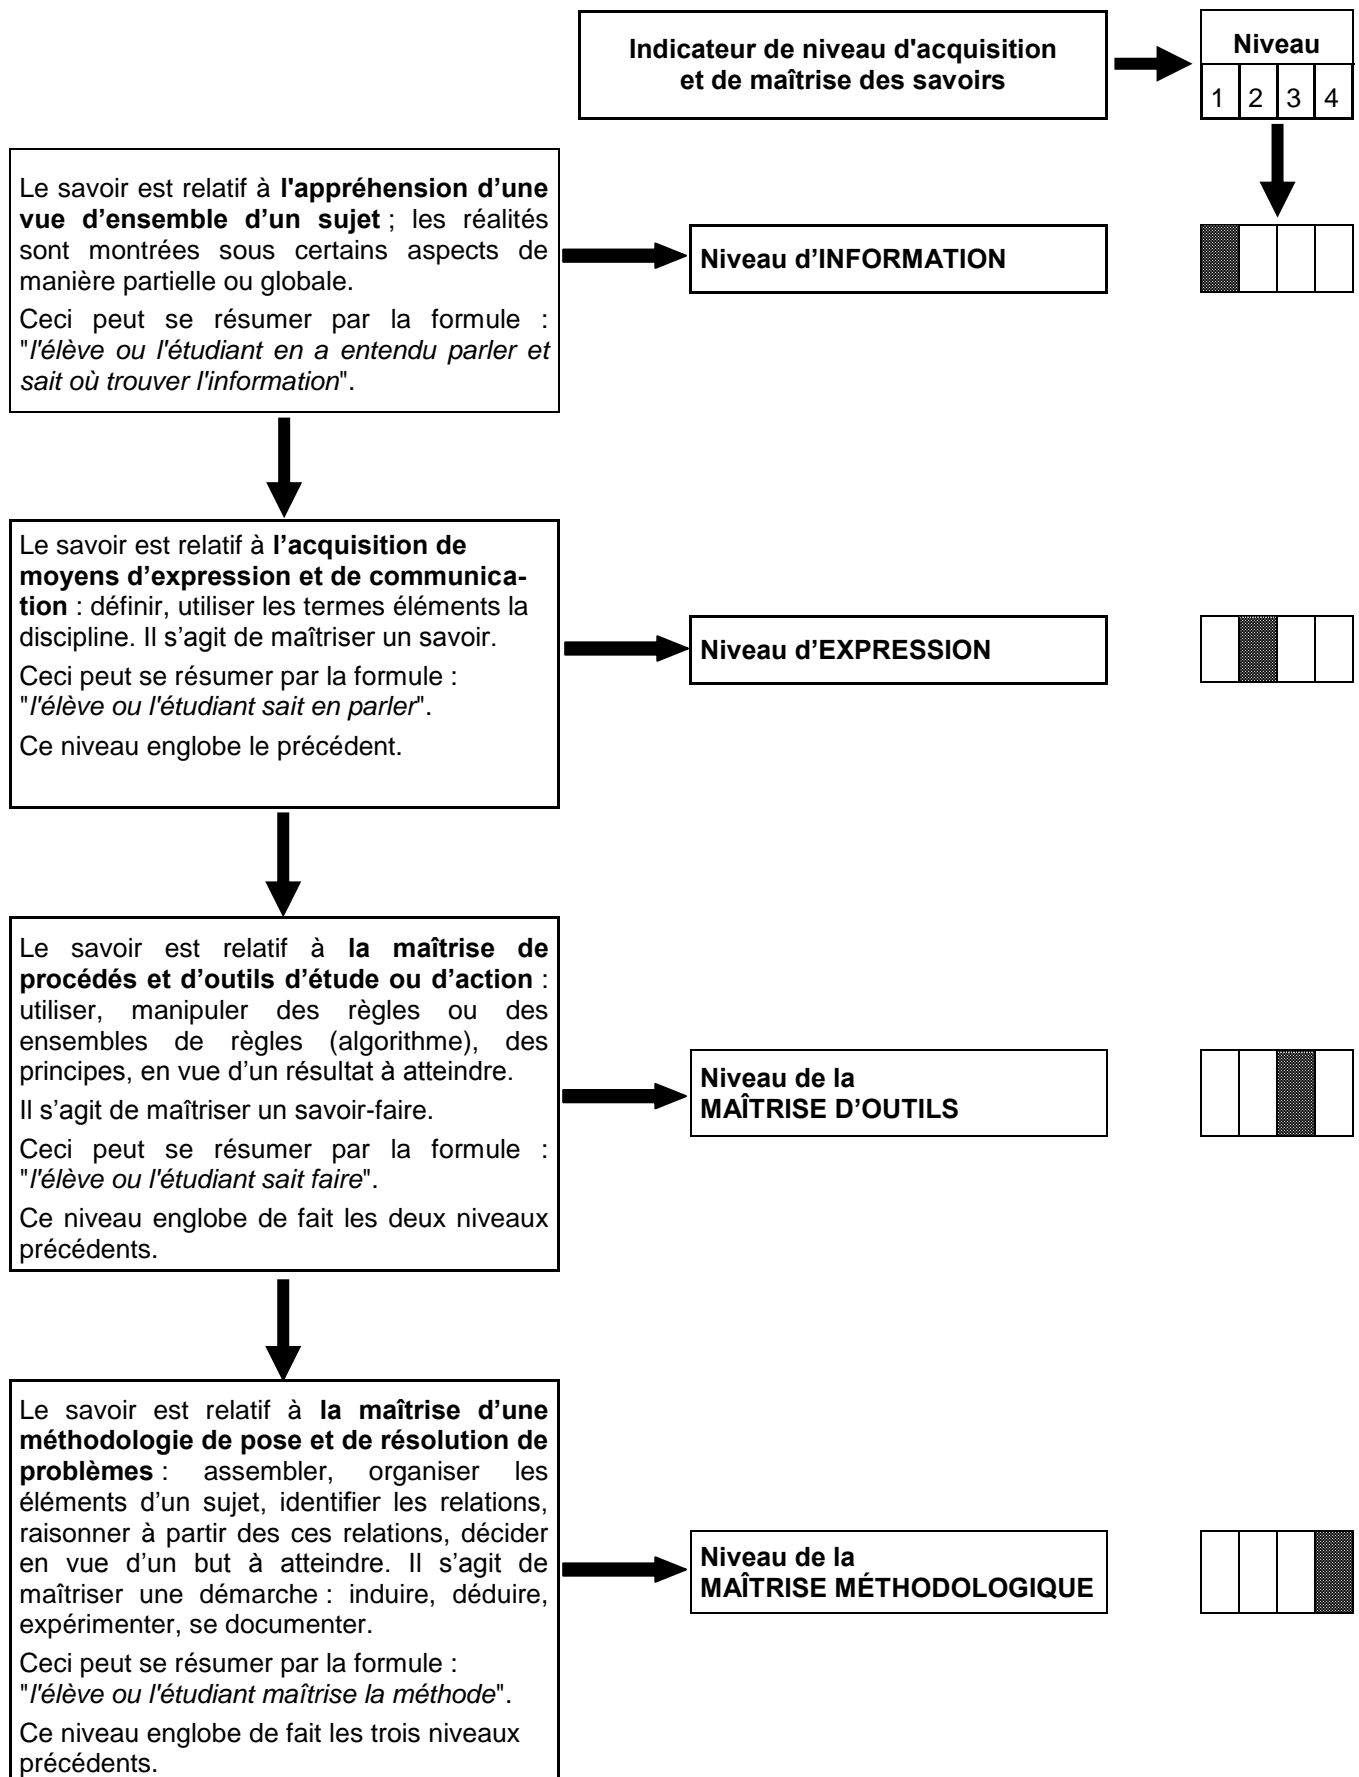 Indicateur de niveau d'acquisition
et de maîtrise des savoirs
Niveau
1 2 3 4
Le savoir est relatif à l'appréhension d’une
vue d’ensemble d’un sujet ; les réalités
sont montrées sous certains aspects de
manière partielle ou globale.
Ceci peut se résumer par la formule :
"l'élève ou l'étudiant en a entendu parler et
sait où trouver l'information".
Niveau d’INFORMATION
Le savoir est relatif à l’acquisition de
moyens d’expression et de communica-
tion : définir, utiliser les termes éléments la
discipline. Il s’agit de maîtriser un savoir.
Ceci peut se résumer par la formule :
"l'élève ou l'étudiant sait en parler".
Ce niveau englobe le précédent.
Niveau d’EXPRESSION
Le savoir est relatif à la maîtrise de
procédés et d’outils d’étude ou d’action :
utiliser, manipuler des règles ou des
ensembles de règles (algorithme), des
principes, en vue d’un résultat à atteindre.
Il s’agit de maîtriser un savoir-faire.
Ceci peut se résumer par la formule :
"l'élève ou l'étudiant sait faire".
Ce niveau englobe de fait les deux niveaux
précédents.
Niveau de la
MAÎTRISE D’OUTILS
Le savoir est relatif à la maîtrise d’une
méthodologie de pose et de résolution de
problèmes : assembler, organiser les
éléments d’un sujet, identifier les relations,
raisonner à partir des ces relations, décider
en vue d’un but à atteindre. Il s’agit de
maîtriser une démarche : induire, déduire,
expérimenter, se documenter.
Ceci peut se résumer par la formule :
"l'élève ou l'étudiant maîtrise la méthode".
Ce niveau englobe de fait les trois niveaux
précédents.
Niveau de la
MAÎTRISE MÉTHODOLOGIQUE